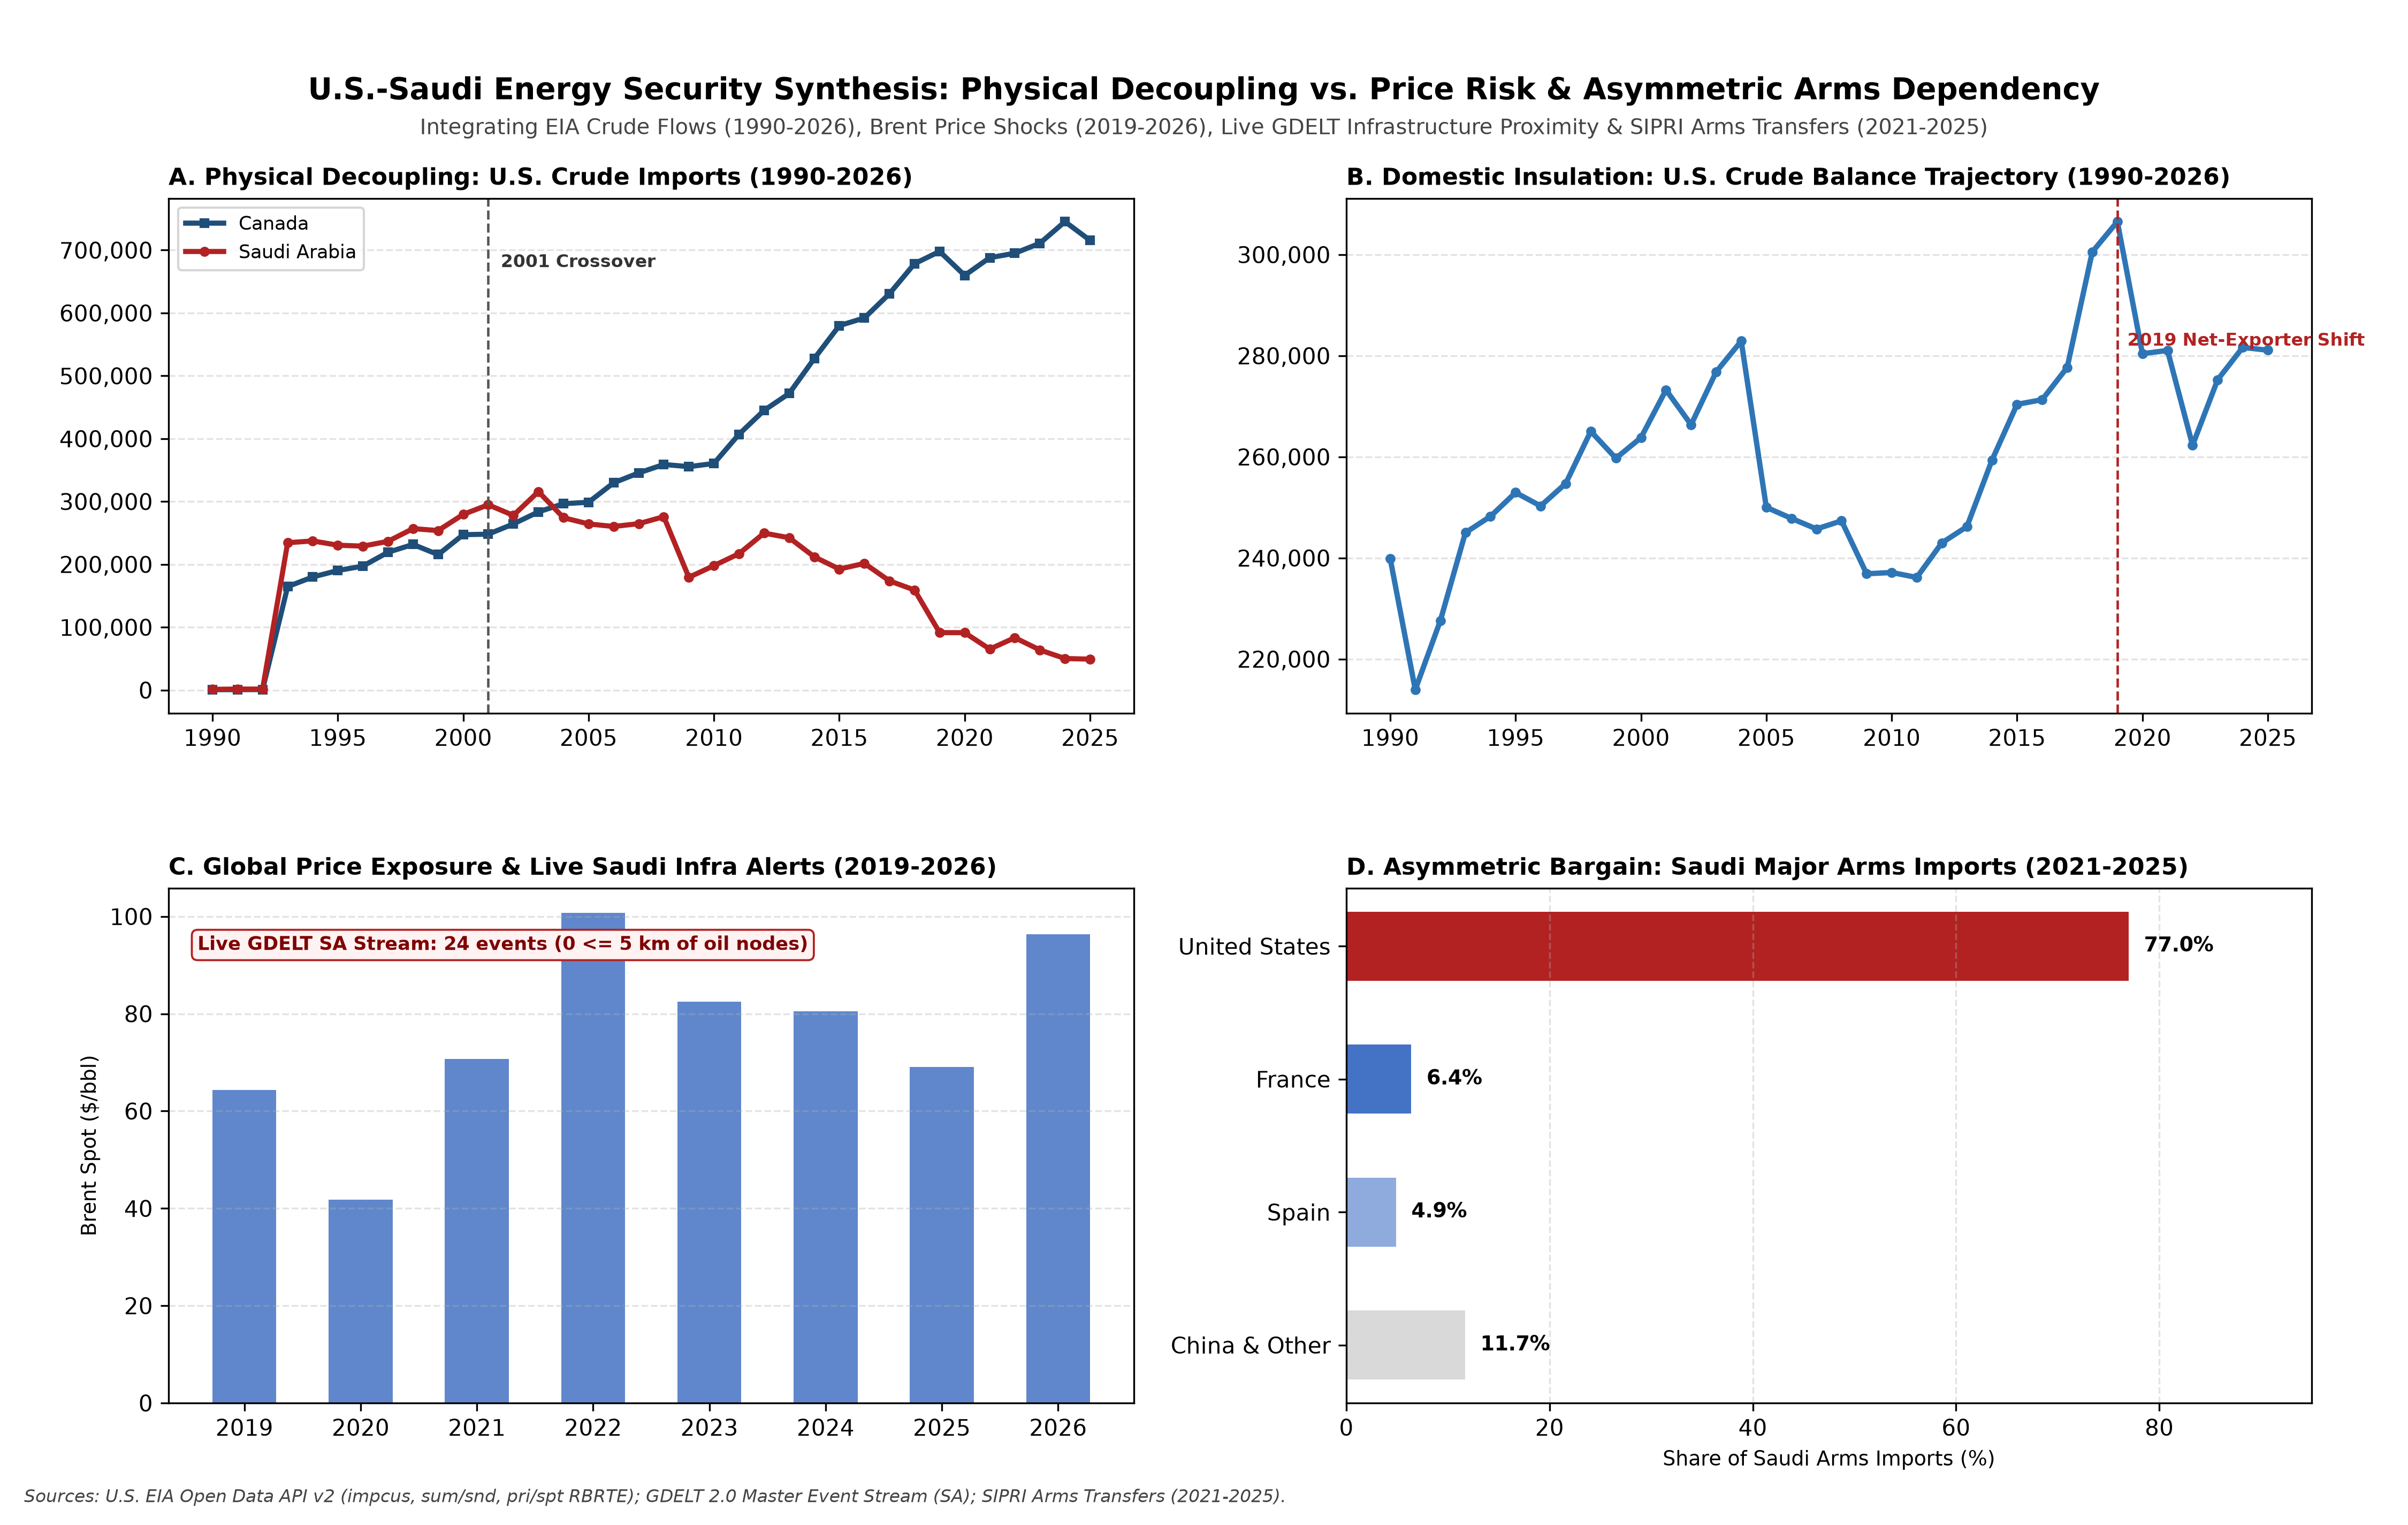 U.S.-Saudi Energy Security Synthesis: Physical Decoupling vs. Price Risk & Asymmetric Arms Dependency
Integrating EIA Crude Flows (1990-2026), Brent Price Shocks (2019-2026), Live GDELT Infrastructure Proximity & SIPRI Arms Transfers (2021-2025)
A. Physical Decoupling: U.S. Crude Imports (1990-2026)
Canada
Saudi Arabia
2001 Crossover
700,000
600,000
500,000
400,000
300,000
200,000
100,000
0
1990 1995 2000 2005 2010 2015 2020 2025
B. Domestic Insulation: U.S. Crude Balance Trajectory (1990-2026)
300,000
2019 Net-Exporter Shift
280,000
260,000
240,000
220,000
1990 1995 2000 2005 2010 2015 2020 2025
C. Global Price Exposure & Live Saudi Infra Alerts (2019-2026)
Live GDELT SA Stream: 24 events (0 <= 5 km of oil nodes)
Brent Spot ($/bbl)
100
80
60
40
20
0
2019 2020 2021 2022 2023 2024 2025 2026
D. Asymmetric Bargain: Saudi Major Arms Imports (2021-2025)
United States 77.0%
France 6.4%
Spain 4.9%
China & Other 11.7%
0 20 40 60 80
Share of Saudi Arms Imports (%)
Sources: U.S. EIA Open Data API v2 (impcus, sum/snd, pri/spt RBRTE); GDELT 2.0 Master Event Stream (SA); SIPRI Arms Transfers (2021-2025).